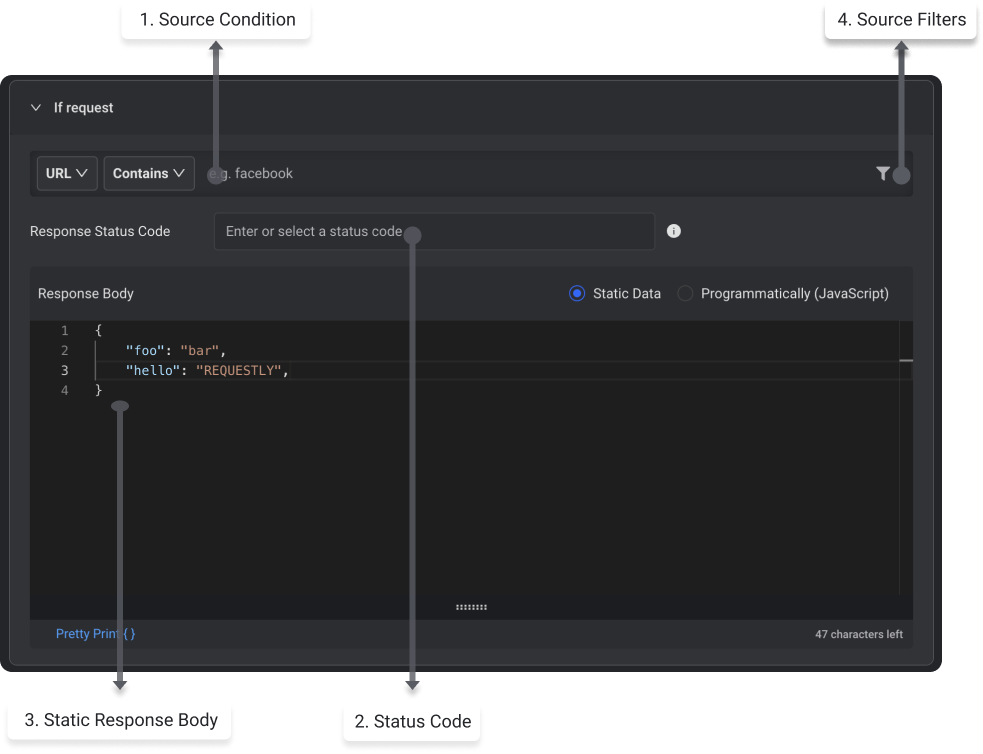 1. Source Condition
4. Source Filters
If request
URL Contains e.g. facebook
Response Status Code Enter or select a status code
Response Body Static Data Programmatically (JavaScript)
1 {
2 "foo": "bar",
3 "hello": "REQUESTLY",
4 }
Pretty Print { } 47 characters left
3. Static Response Body
2. Status Code